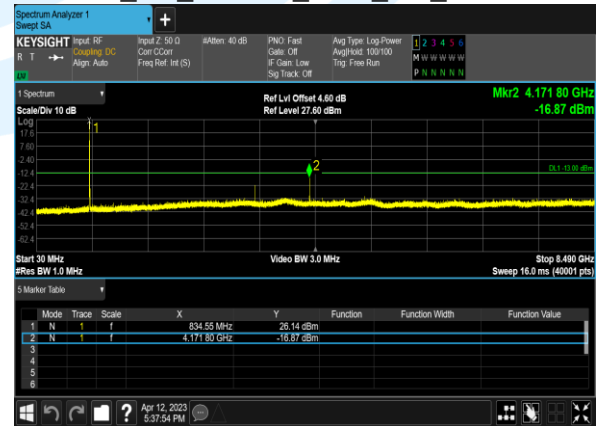 Spectrum Analyzer 1
Swept SA
+
KEYSIGHT Input: RF Input Z: 50 Ω #Atten: 40 dB PNO: Fast Avg Type: Log-Power 1 2 3 4 5 6
R T Coupling: DC Corr CCorr Gate: Off Avg|Hold: 100/100 M W W W W W
Align: Auto Freq Ref: Int (S) IF Gain: Low Trig: Free Run P N N N N N
Sig Track: Off
LV
1 Spectrum Ref Lvl Offset 4.60 dB Mkr2 4.171 80 GHz
Scale/Div 10 dB Ref Level 27.60 dBm -16.87 dBm
Log
1
17.6
7.60
-2.40
2
-12.4 DL1 -13.00 dBm
-22.4
-32.4
-42.4
-52.4
-62.4
Start 30 MHz Video BW 3.0 MHz Stop 8.490 GHz
#Res BW 1.0 MHz Sweep 16.0 ms (40001 pts)
5 Marker Table
Mode Trace Scale X Y Function Function Width Function Value
1 N 1 f 834.55 MHz 26.14 dBm
2 N 1 f 4.171 80 GHz -16.87 dBm
3
4
5
6
? Apr 12, 2023
5:37:54 PM